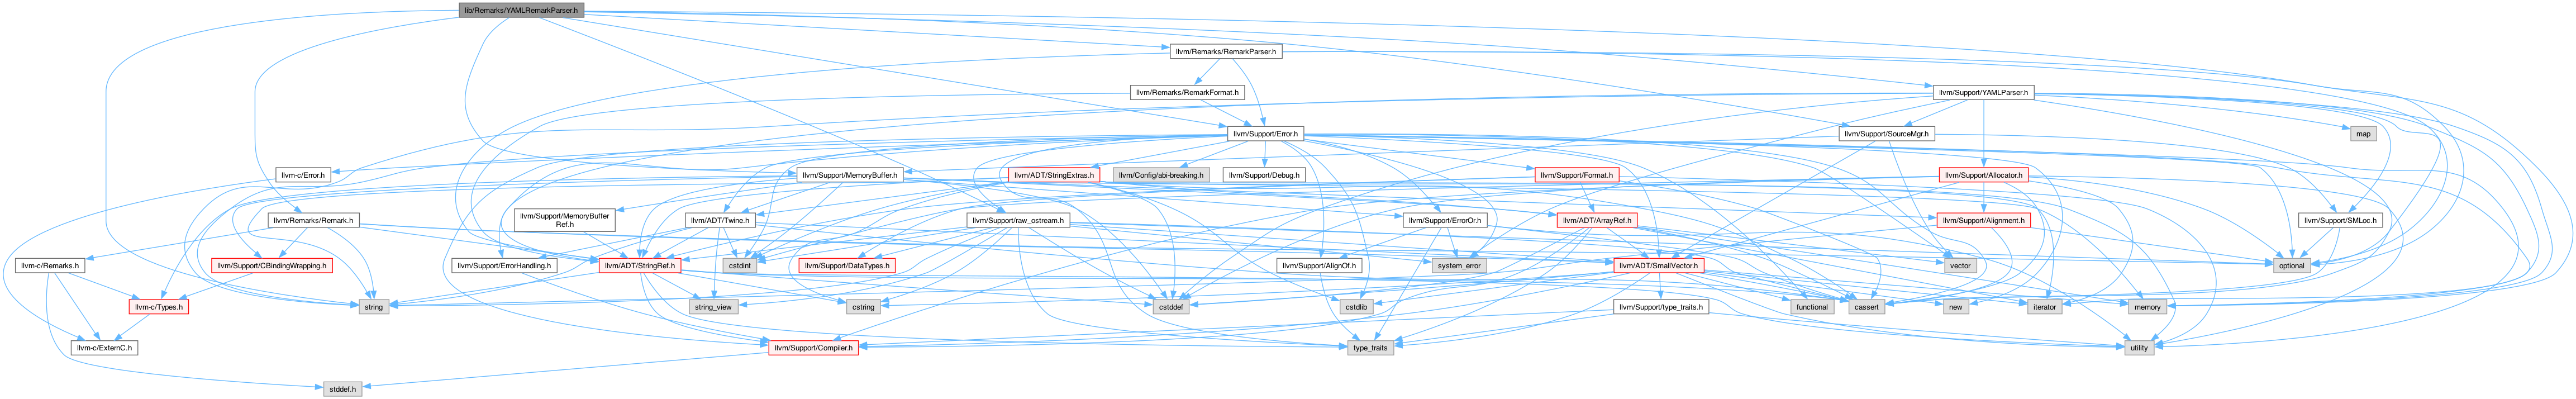 lib/Remarks/YAMLRemarkParser.h
llvm/Remarks/RemarkParser.h
llvm/Remarks/RemarkFormat.h
llvm/Support/YAMLParser.h
llvm/Support/Error.h
llvm/Support/SourceMgr.h
map
llvm-c/Error.h
llvm/Support/MemoryBuffer.h
llvm/ADT/StringExtras.h
llvm/Config/abi-breaking.h
llvm/Support/Debug.h
llvm/Support/Format.h
llvm/Support/Allocator.h
llvm/Remarks/Remark.h
llvm/Support/MemoryBuffer
Ref.h
llvm/ADT/Twine.h
llvm/Support/raw_ostream.h
llvm/Support/ErrorOr.h
llvm/ADT/ArrayRef.h
llvm/Support/Alignment.h
llvm/Support/SMLoc.h
llvm-c/Remarks.h
llvm/Support/CBindingWrapping.h
llvm/Support/ErrorHandling.h
llvm/ADT/StringRef.h
cstdint
llvm/Support/DataTypes.h
llvm/Support/AlignOf.h
system_error
llvm/ADT/SmallVector.h
vector
optional
llvm-c/Types.h
string
string_view
cstring
cstddef
cstdlib
llvm/Support/type_traits.h
functional
cassert
new
iterator
memory
llvm-c/ExternC.h
llvm/Support/Compiler.h
type_traits
utility
stddef.h